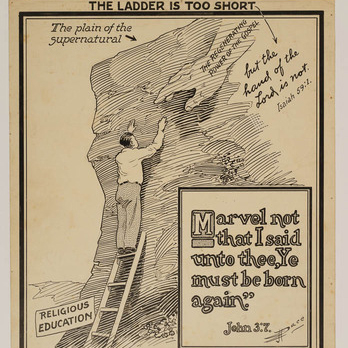 THE LADDER IS TOO SHORT
The plain of the
supernatural
THE REGENERATING
POWER OF THE GOSPEL
but the
hand of the
Lord is not.
Isaiah 59:1.
RELIGIOUS
EDUCATION
Marvel not
that I said
unto thee, Ye
must be born
again."
John 3:7.
Pace